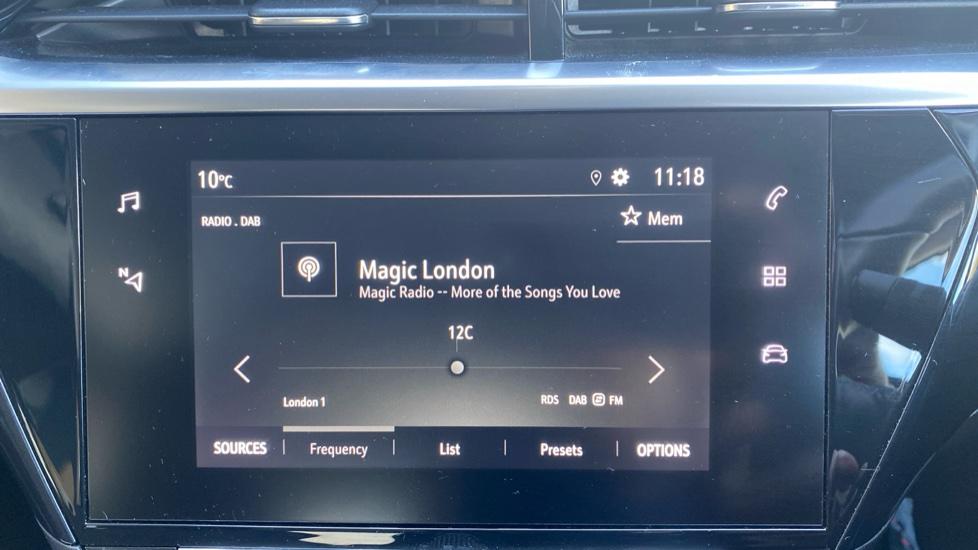 10°C 11:18
RADIO . DAB Mem
Magic London
Magic Radio -- More of the Songs You Love
N
12C
London 1 RDS DAB FM
SOURCES Frequency List Presets OPTIONS